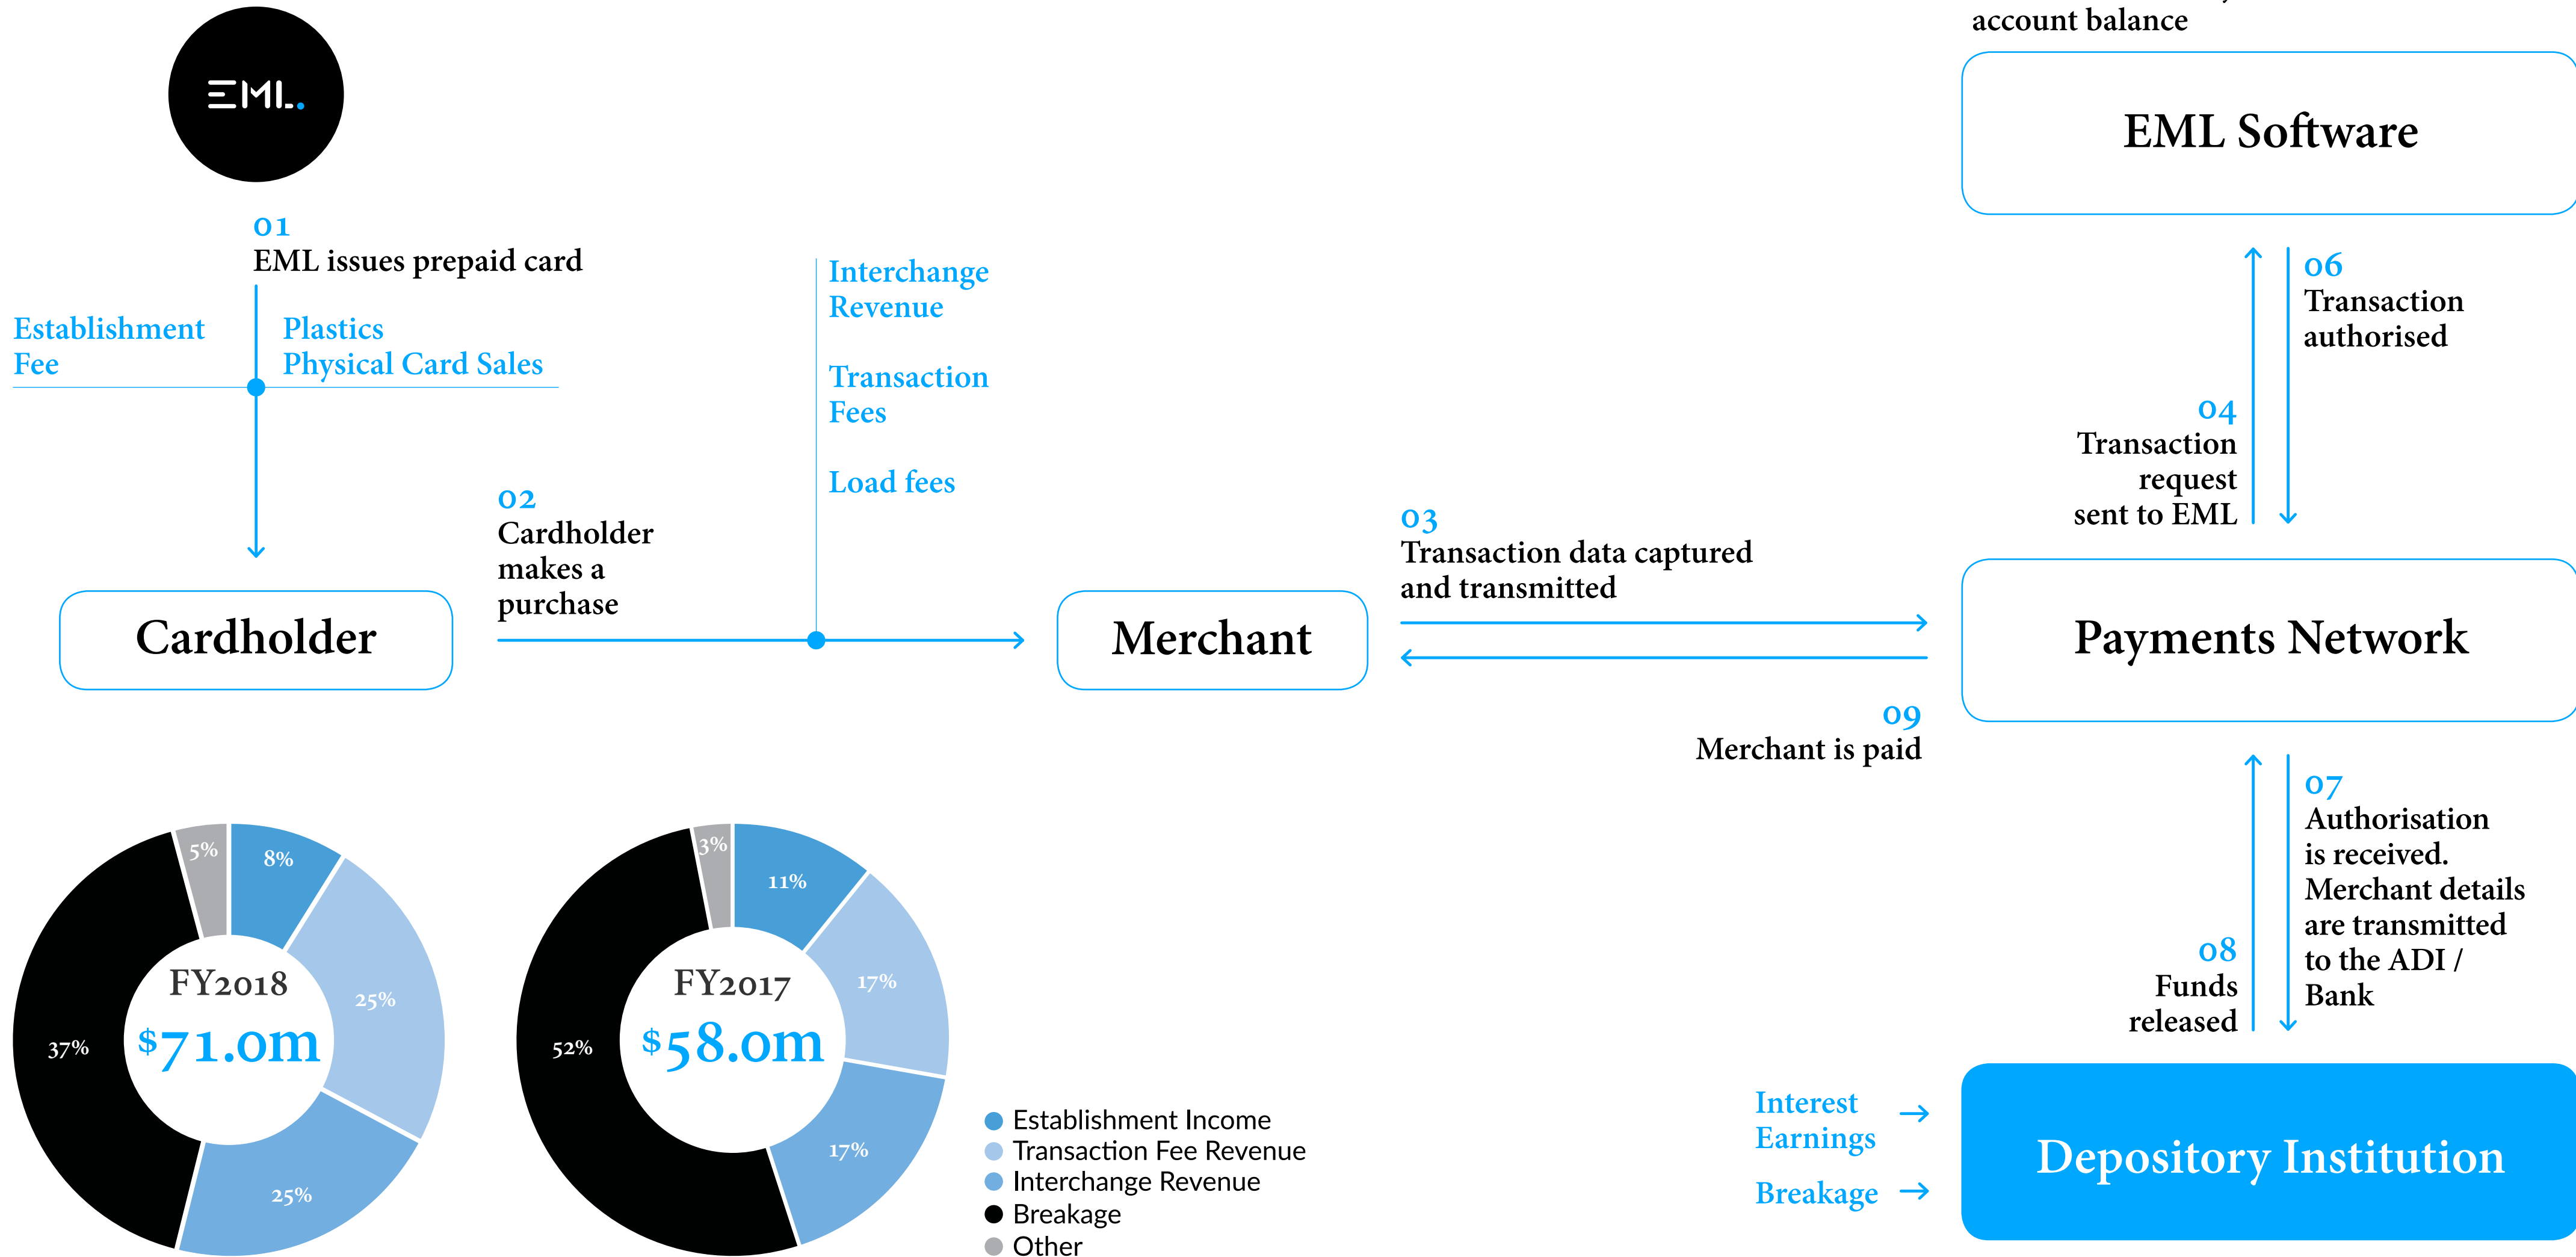 account balance
EML.
EML Software
01
EML issues prepaid card
Establishment
Fee
Plastics
Physical Card Sales
Interchange
Revenue
Transaction
Fees
Load fees
06
Transaction
authorised
04
Transaction
request
sent to EML
02
Cardholder
makes a
purchase
03
Transaction data captured
and transmitted
Cardholder
Merchant
Payments Network
09
Merchant is paid
07
Authorisation
is received.
Merchant details
are transmitted
to the ADI /
Bank
08
Funds
released
5%
8%
25%
25%
37%
FY2018
$71.0m
3%
11%
17%
17%
52%
FY2017
$58.0m
Establishment Income
Transaction Fee Revenue
Interchange Revenue
Breakage
Other
Interest
Earnings
Breakage
Depository Institution